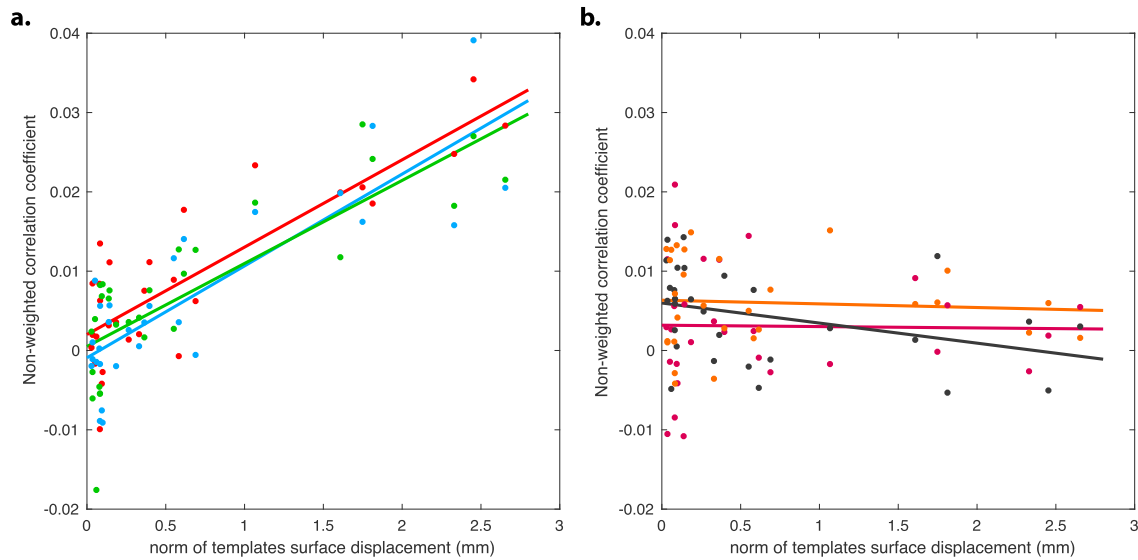 a.
Non-weighted correlation coefficient
0.04
0.03
0.02
0.01
0
-0.01
-0.02
0 0.5 1 1.5 2 2.5 3
norm of templates surface displacement (mm)
b.
Non-weighted correlation coefficient
0.04
0.03
0.02
0.01
0
-0.01
-0.02
0 0.5 1 1.5 2 2.5 3
norm of templates surface displacement (mm)